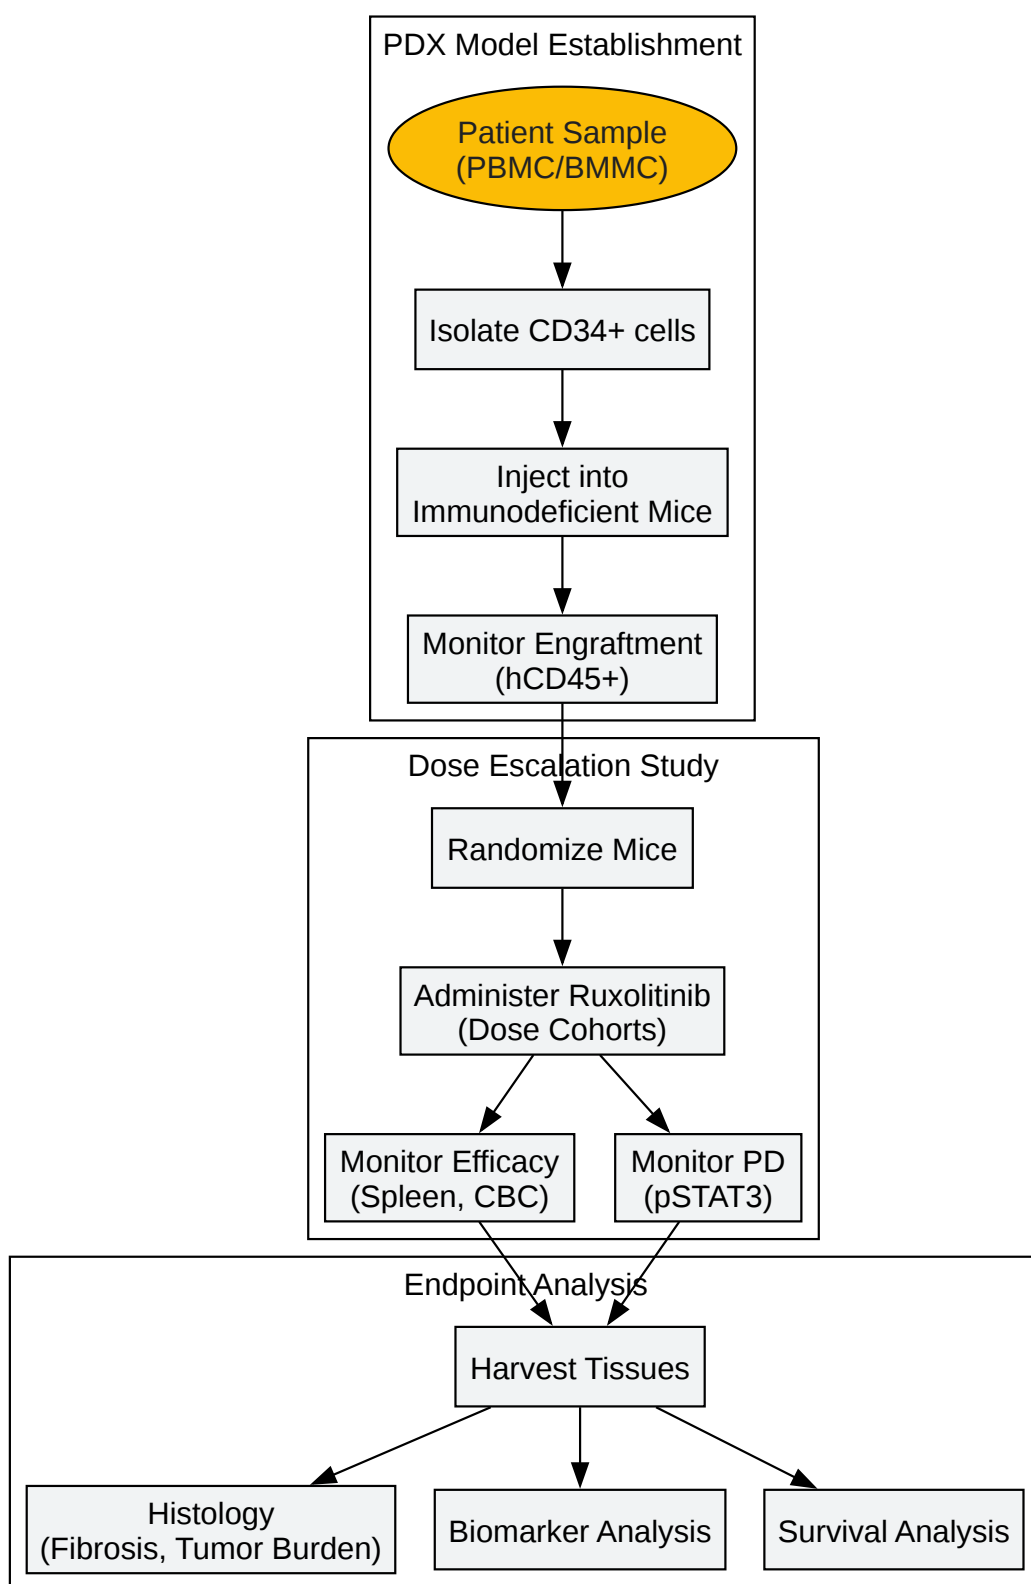 PDX Model Establishment
Patient Sample
(PBMC/BMMC)
Isolate CD34+ cells
Inject into
Immunodeficient Mice
Monitor Engraftment
(hCD45+)
Dose Escalation Study
Randomize Mice
Administer Ruxolitinib
(Dose Cohorts)
Monitor Efficacy
(Spleen, CBC)
Monitor PD
(pSTAT3)
Endpoint Analysis
Harvest Tissues
Histology
(Fibrosis, Tumor Burden)
Biomarker Analysis
Survival Analysis